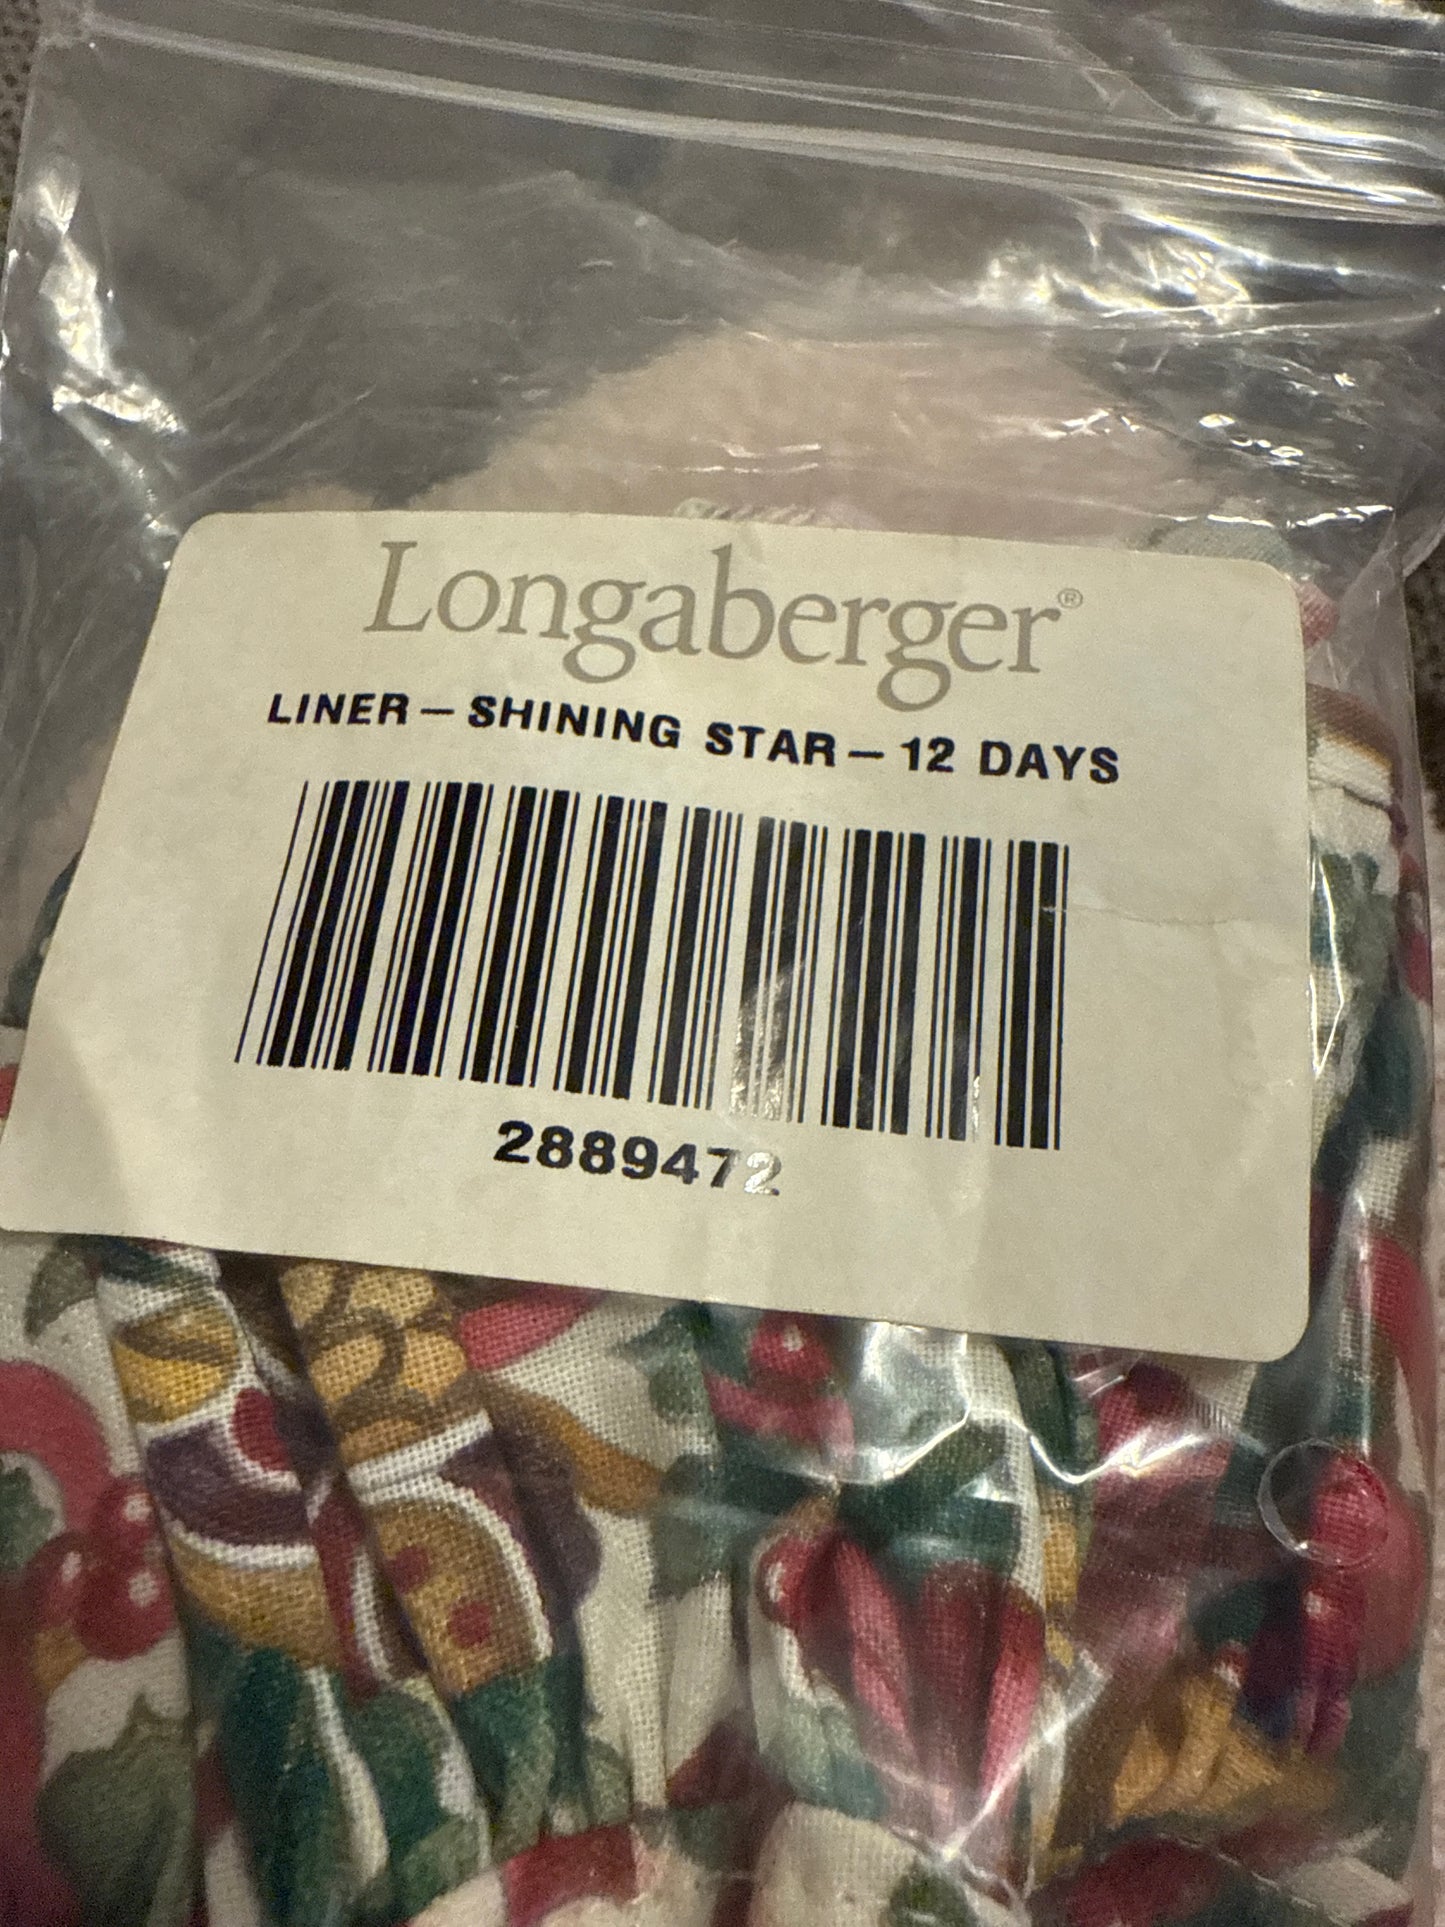 Longaberger®
LINER – SHINING STAR – 12 DAYS
2889472